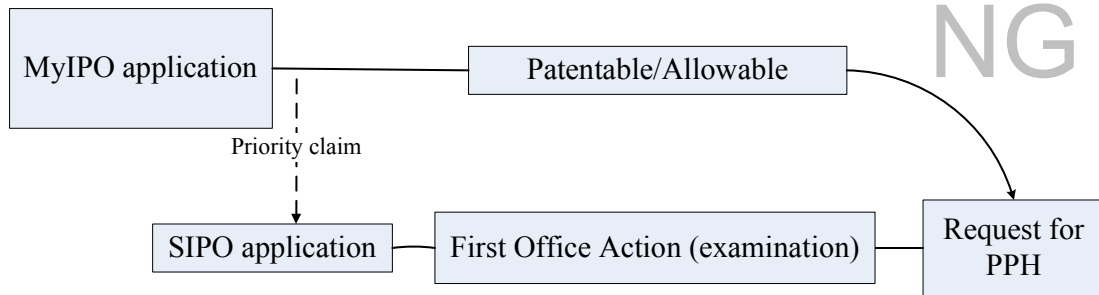 NG
MyIPO application
Patentable/Allowable
Priority claim
SIPO application
First Office Action (examination)
Request for
PPH